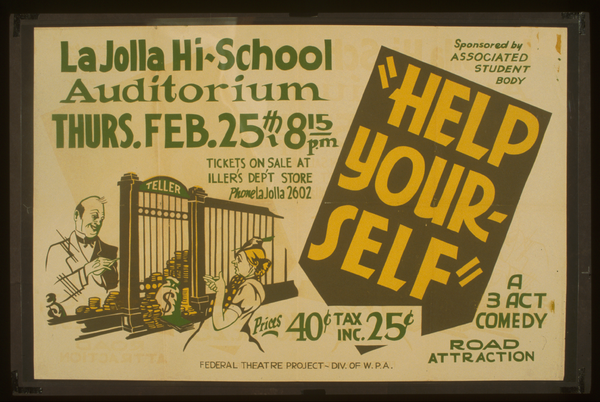 La Jolla Hi-School
Auditorium
THURS. FEB. 25th, 8 15 pm
TICKETS ON SALE AT
ILLER'S DEP'T STORE
Phone La Jolla 2602
TELLER
$
Prices 40¢ TAX INC. 25¢
Sponsored by
ASSOCIATED
STUDENT
BODY
"HELP
YOUR-
SELF"
A
3 ACT
COMEDY
ROAD
ATTRACTION
FEDERAL THEATRE PROJECT~DIV. OF W.P.A.